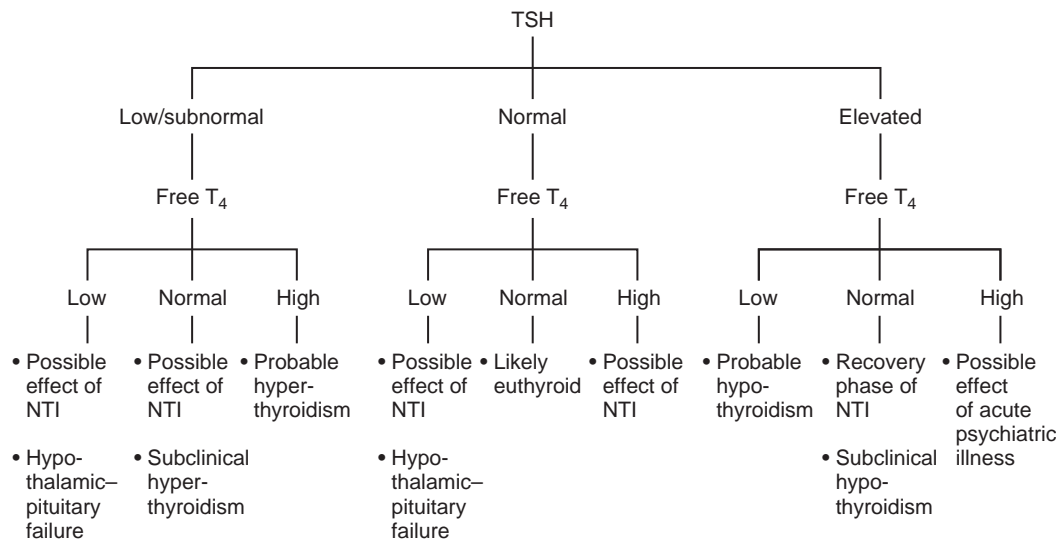 TSH
Low/subnormal
Normal
Elevated
Free T4
Free T4
Free T4
Low
Normal
High
Low
Normal
High
Low
Normal
High
• Possible
effect of
NTI
• Hypo-
thalamic–
pituitary
failure
• Possible
effect of
NTI
• Subclinical
hyper-
thyroidism
• Probable
hyper-
thyroidism
• Possible
effect of
NTI
• Hypo-
thalamic–
pituitary
failure
• Likely
euthyroid
• Possible
effect of
NTI
• Probable
hypo-
thyroidism
• Recovery
phase of
NTI
• Subclinical
hypo-
thyroidism
• Possible
effect
of acute
psychiatric
illness